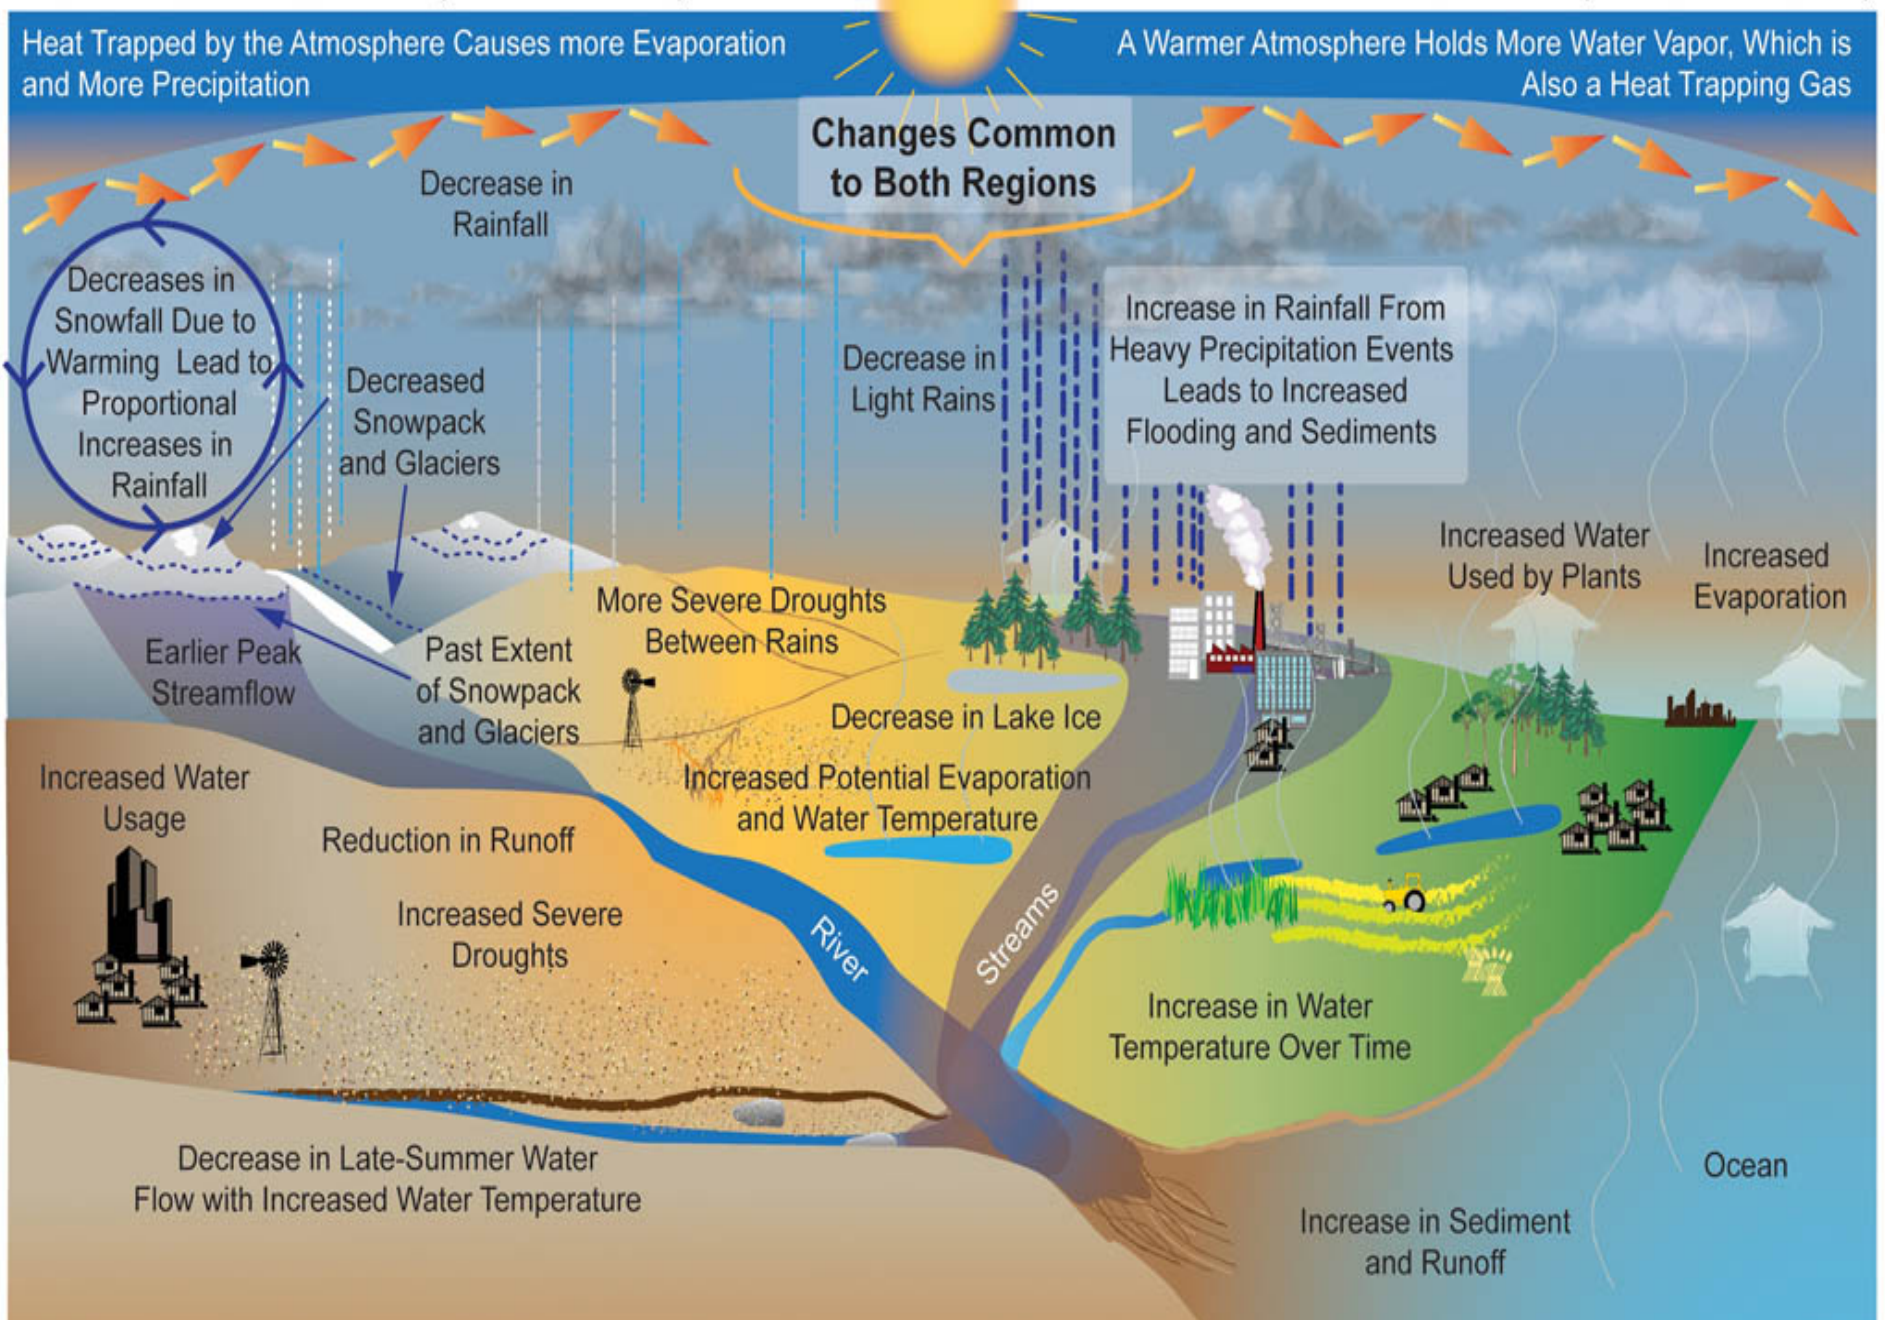 Heat Trapped by the Atmosphere Causes more Evaporation
and More Precipitation
A Warmer Atmosphere Holds More Water Vapor, Which is
Also a Heat Trapping Gas
Changes Common
to Both Regions
Decrease in
Rainfall
Decreases in
Snowfall Due to
Warming Lead to
Proportional
Increases in
Rainfall
Decreased
Snowpack
and Glaciers
Decrease in
Light Rains
Increase in Rainfall From
Heavy Precipitation Events
Leads to Increased
Flooding and Sediments
Increased Water
Used by Plants
Increased
Evaporation
More Severe Droughts
Between Rains
Earlier Peak
Streamflow
Past Extent
of Snowpack
and Glaciers
Decrease in Lake Ice
Increased Potential Evaporation
and Water Temperature
Increased Water
Usage
Reduction in Runoff
Increased Severe
Droughts
River
Streams
Increase in Water
Temperature Over Time
Decrease in Late-Summer Water
Flow with Increased Water Temperature
Ocean
Increase in Sediment
and Runoff